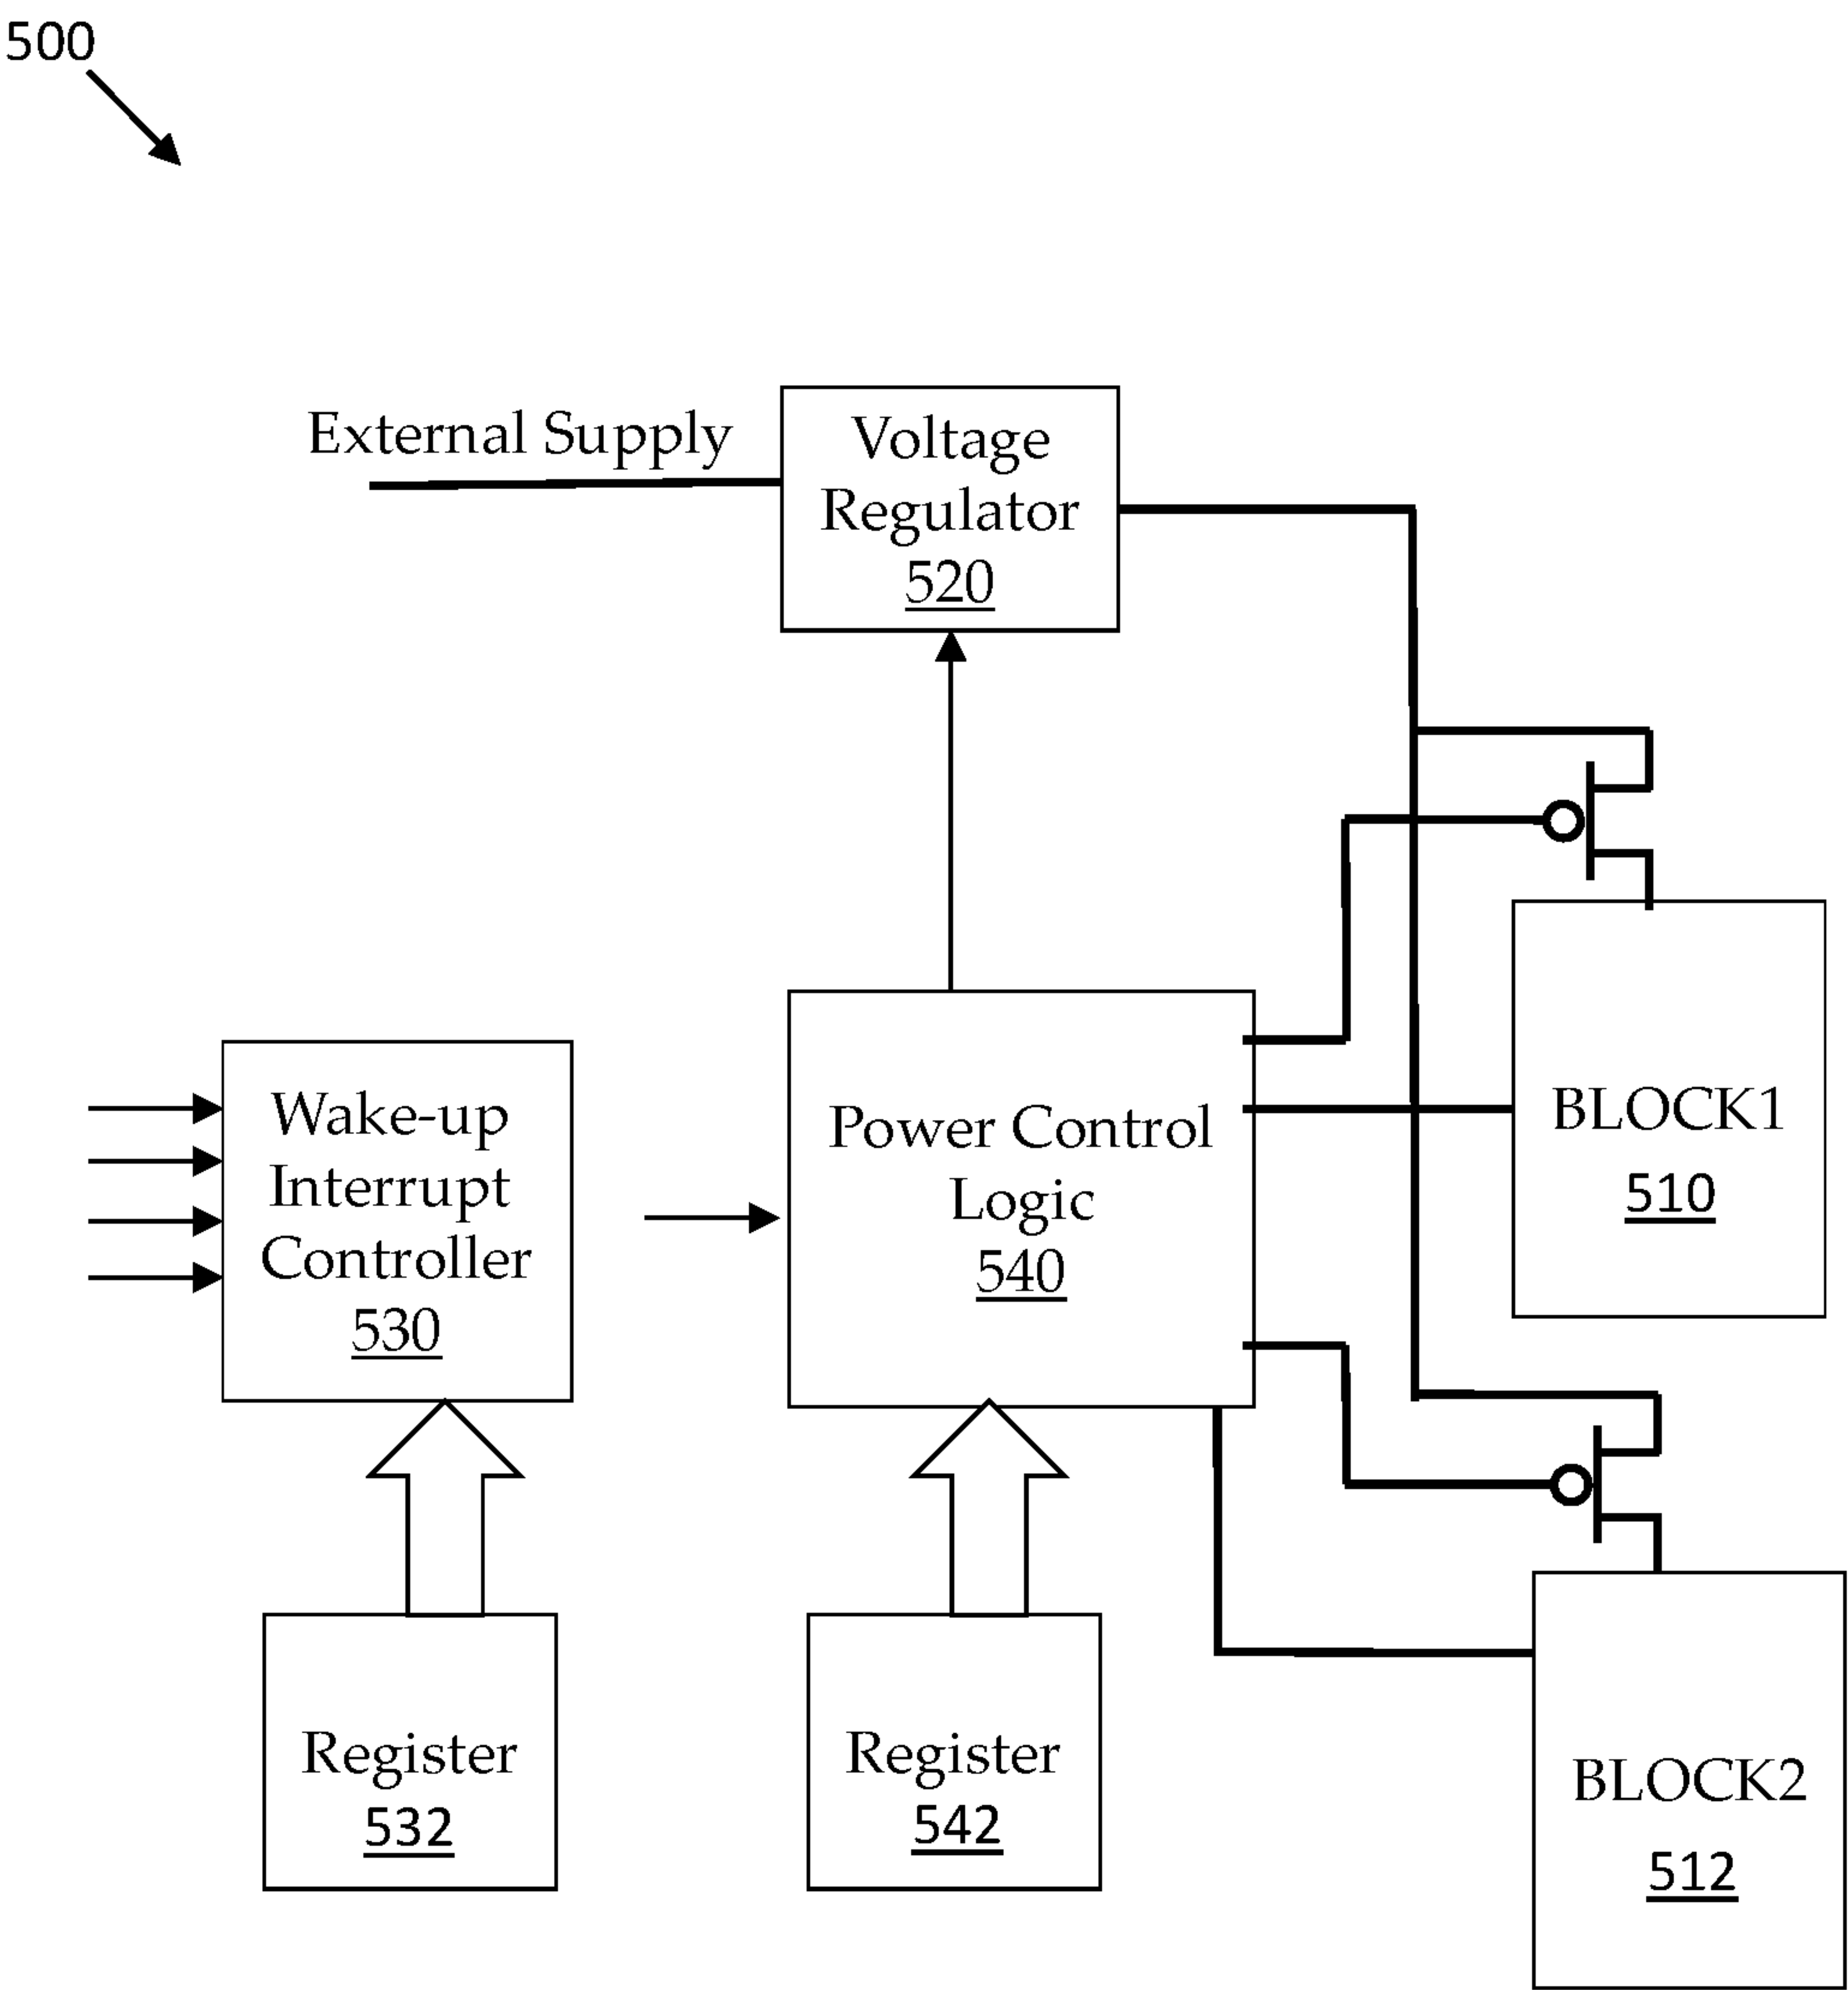 500
External Supply
Voltage
Regulator
520
Wake-up
Interrupt
Controller
530
Power Control
Logic
540
BLOCK1
510
Register
532
Register
542
BLOCK2
512